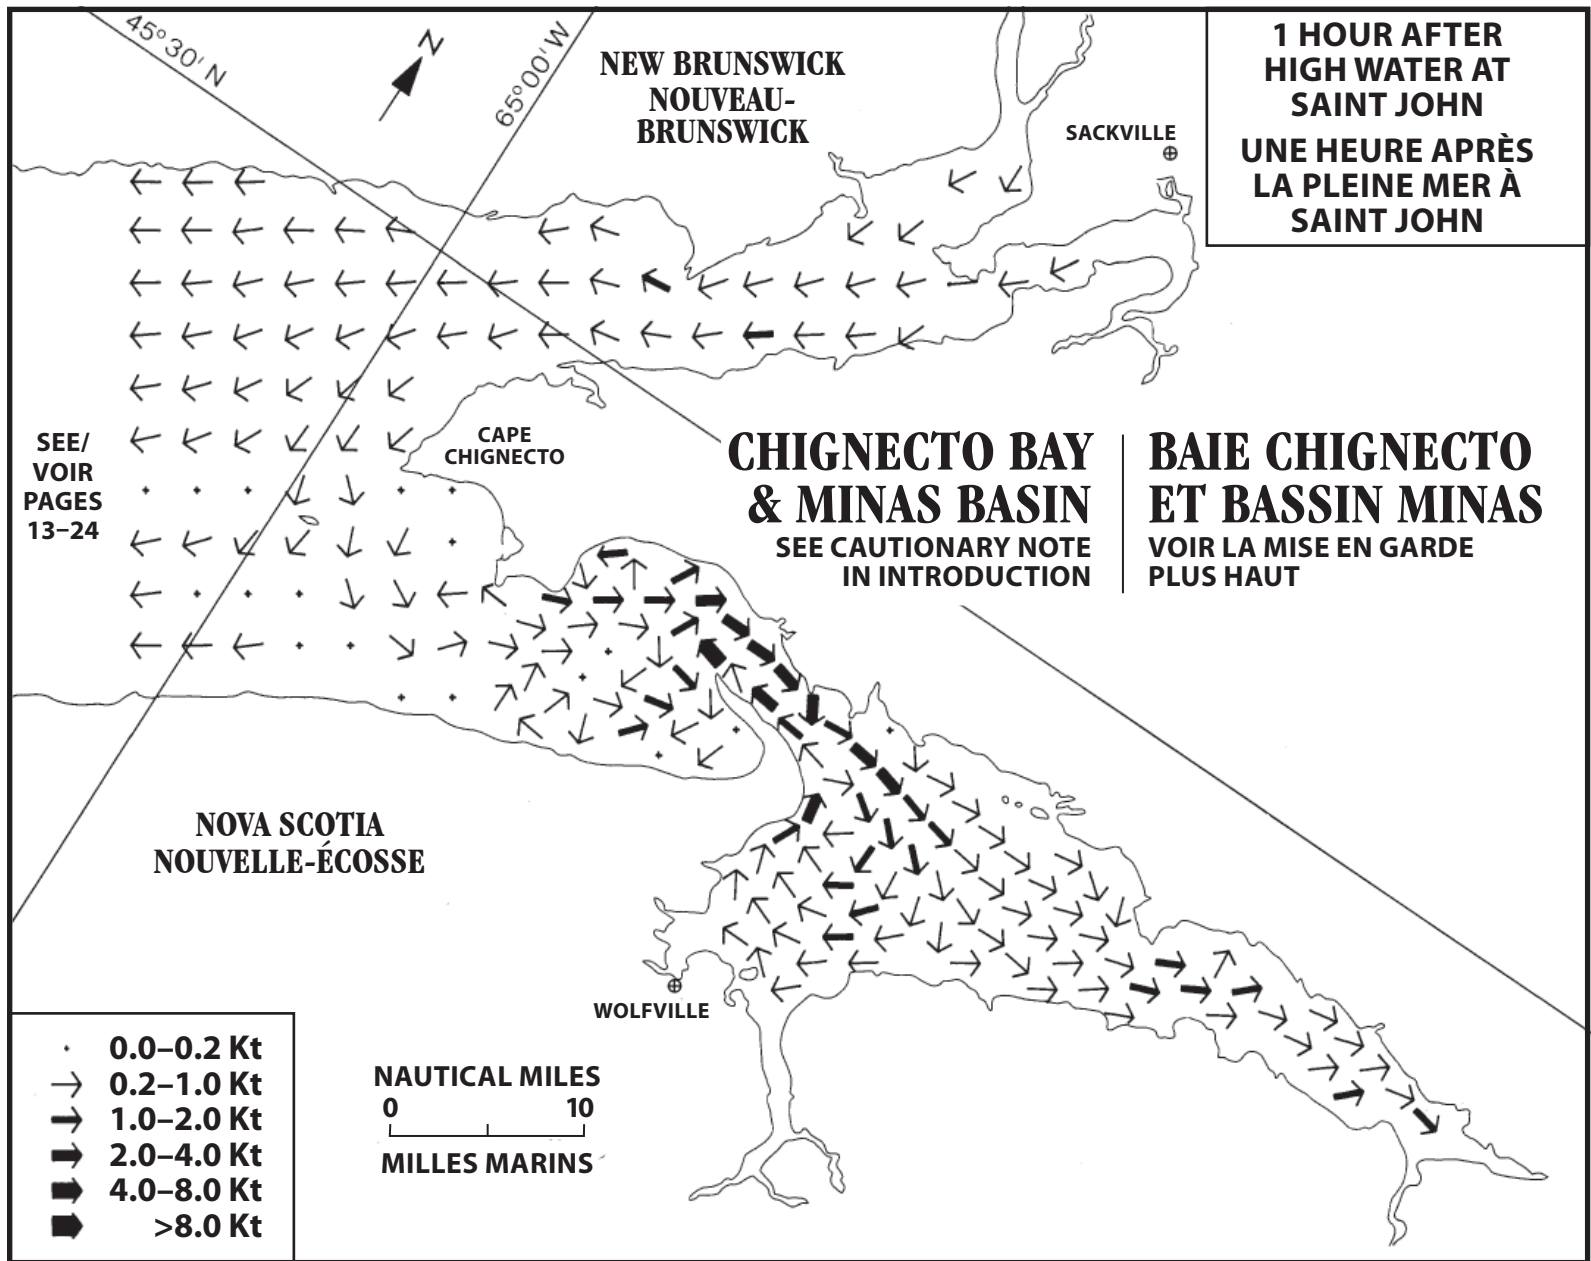 45°30' N
N
65°00' W
NEW BRUNSWICK
NOUVEAU-
BRUNSWICK
SACKVILLE
1 HOUR AFTER
HIGH WATER AT
SAINT JOHN
UNE HEURE APRÈS
LA PLEINE MER À
SAINT JOHN
SEE/
VOIR
PAGES
13–24
CAPE
CHIGNECTO
CHIGNECTO BAY
& MINAS BASIN
SEE CAUTIONARY NOTE
IN INTRODUCTION
BAIE CHIGNECTO
ET BASSIN MINAS
VOIR LA MISE EN GARDE
PLUS HAUT
NOVA SCOTIA
NOUVELLE-ÉCOSSE
WOLFVILLE
0.0–0.2 Kt
0.2–1.0 Kt
1.0–2.0 Kt
2.0–4.0 Kt
4.0–8.0 Kt
>8.0 Kt
NAUTICAL MILES
0 10
MILLES MARINS